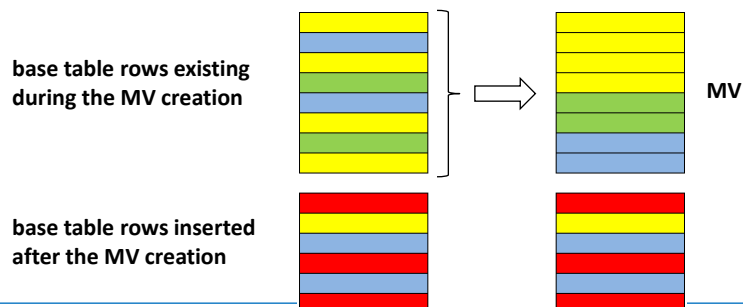 base table rows existing
during the MV creation
MV
base table rows inserted
after the MV creation